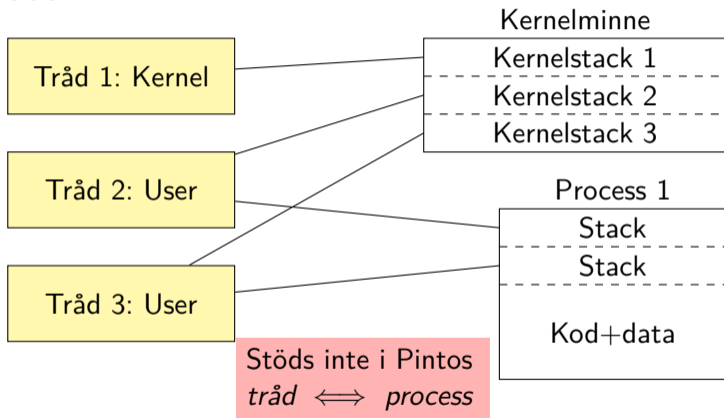 Kernelminne
Tråd 1: Kernel
Kernelstack 1
Kernelstack 2
Kernelstack 3
Tråd 2: User
Process 1
Stack
Stack
Tråd 3: User
Kod+data
Stöds inte i Pintos
tråd ⟺ process